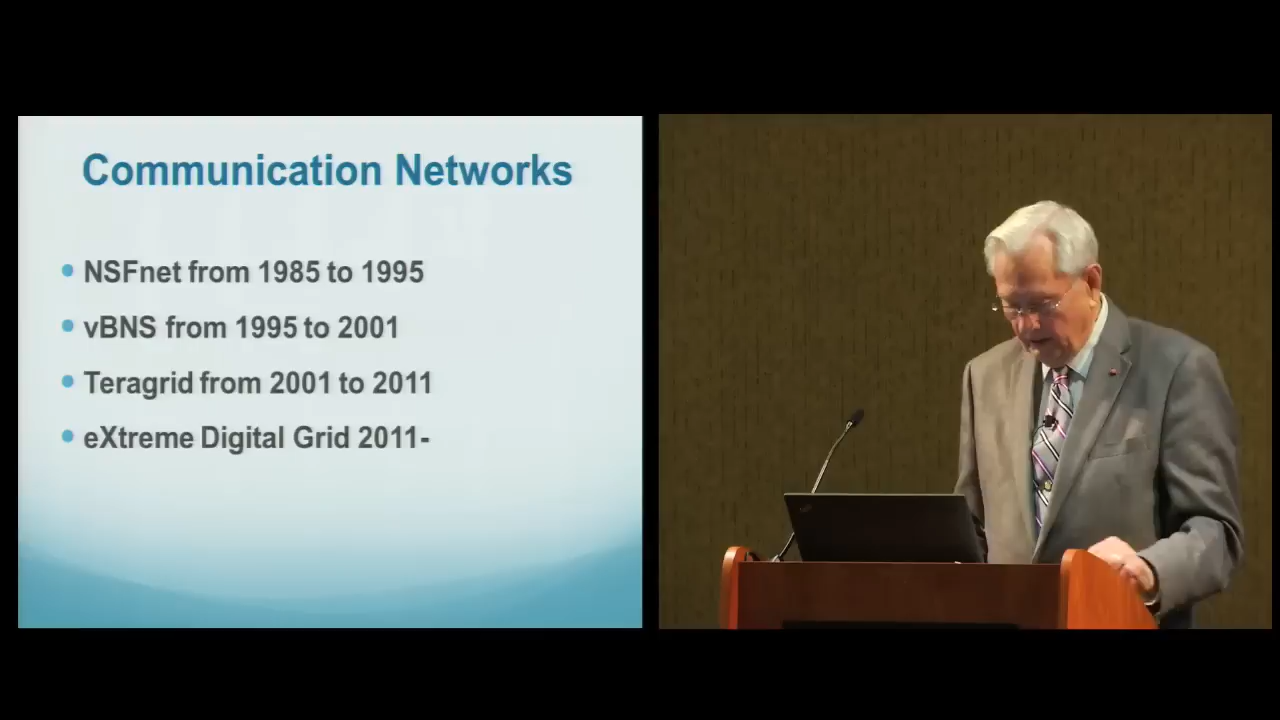 Communication Networks
NSFnet from 1985 to 1995
vBNS from 1995 to 2001
Teragrid from 2001 to 2011
eXtreme Digital Grid 2011-